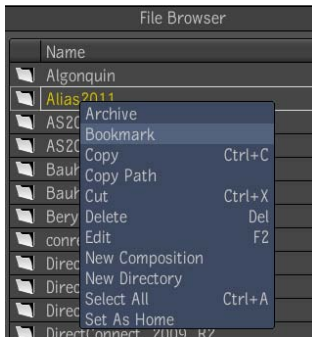 File Browser
Name
Algonquin
Alias2011
Archive
Bookmark
Copy Ctrl+C
Copy Path
Cut Ctrl+X
Delete Del
Edit F2
New Composition
New Directory
Select All Ctrl+A
Set As Home
DirectConnect_2009_R2